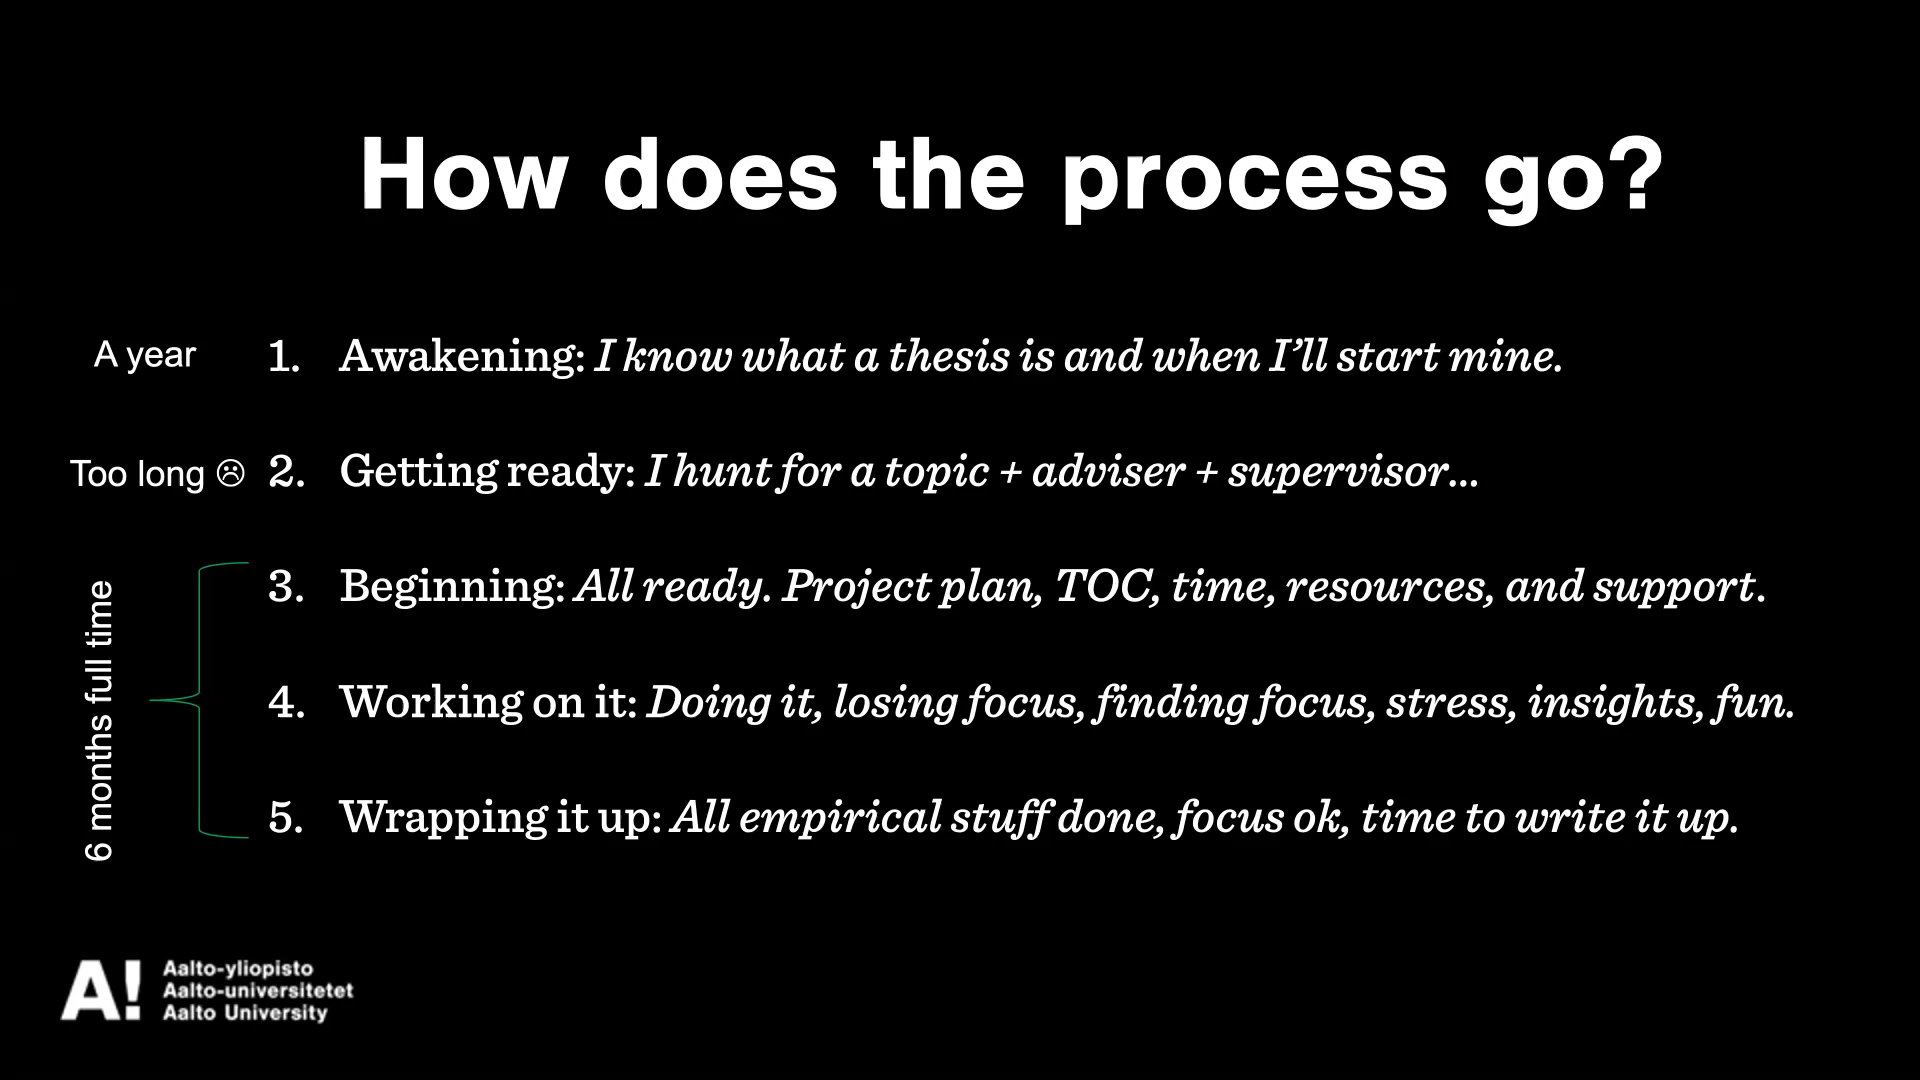 How does the process go?
A year
1. Awakening: I know what a thesis is and when I’ll start mine.
Too long ☹
2. Getting ready: I hunt for a topic + adviser + supervisor...
6 months full time
3. Beginning: All ready. Project plan, TOC, time, resources, and support.
4. Working on it: Doing it, losing focus, finding focus, stress, insights, fun.
5. Wrapping it up: All empirical stuff done, focus ok, time to write it up.
A!
Aalto-yliopisto
Aalto-universitetet
Aalto University